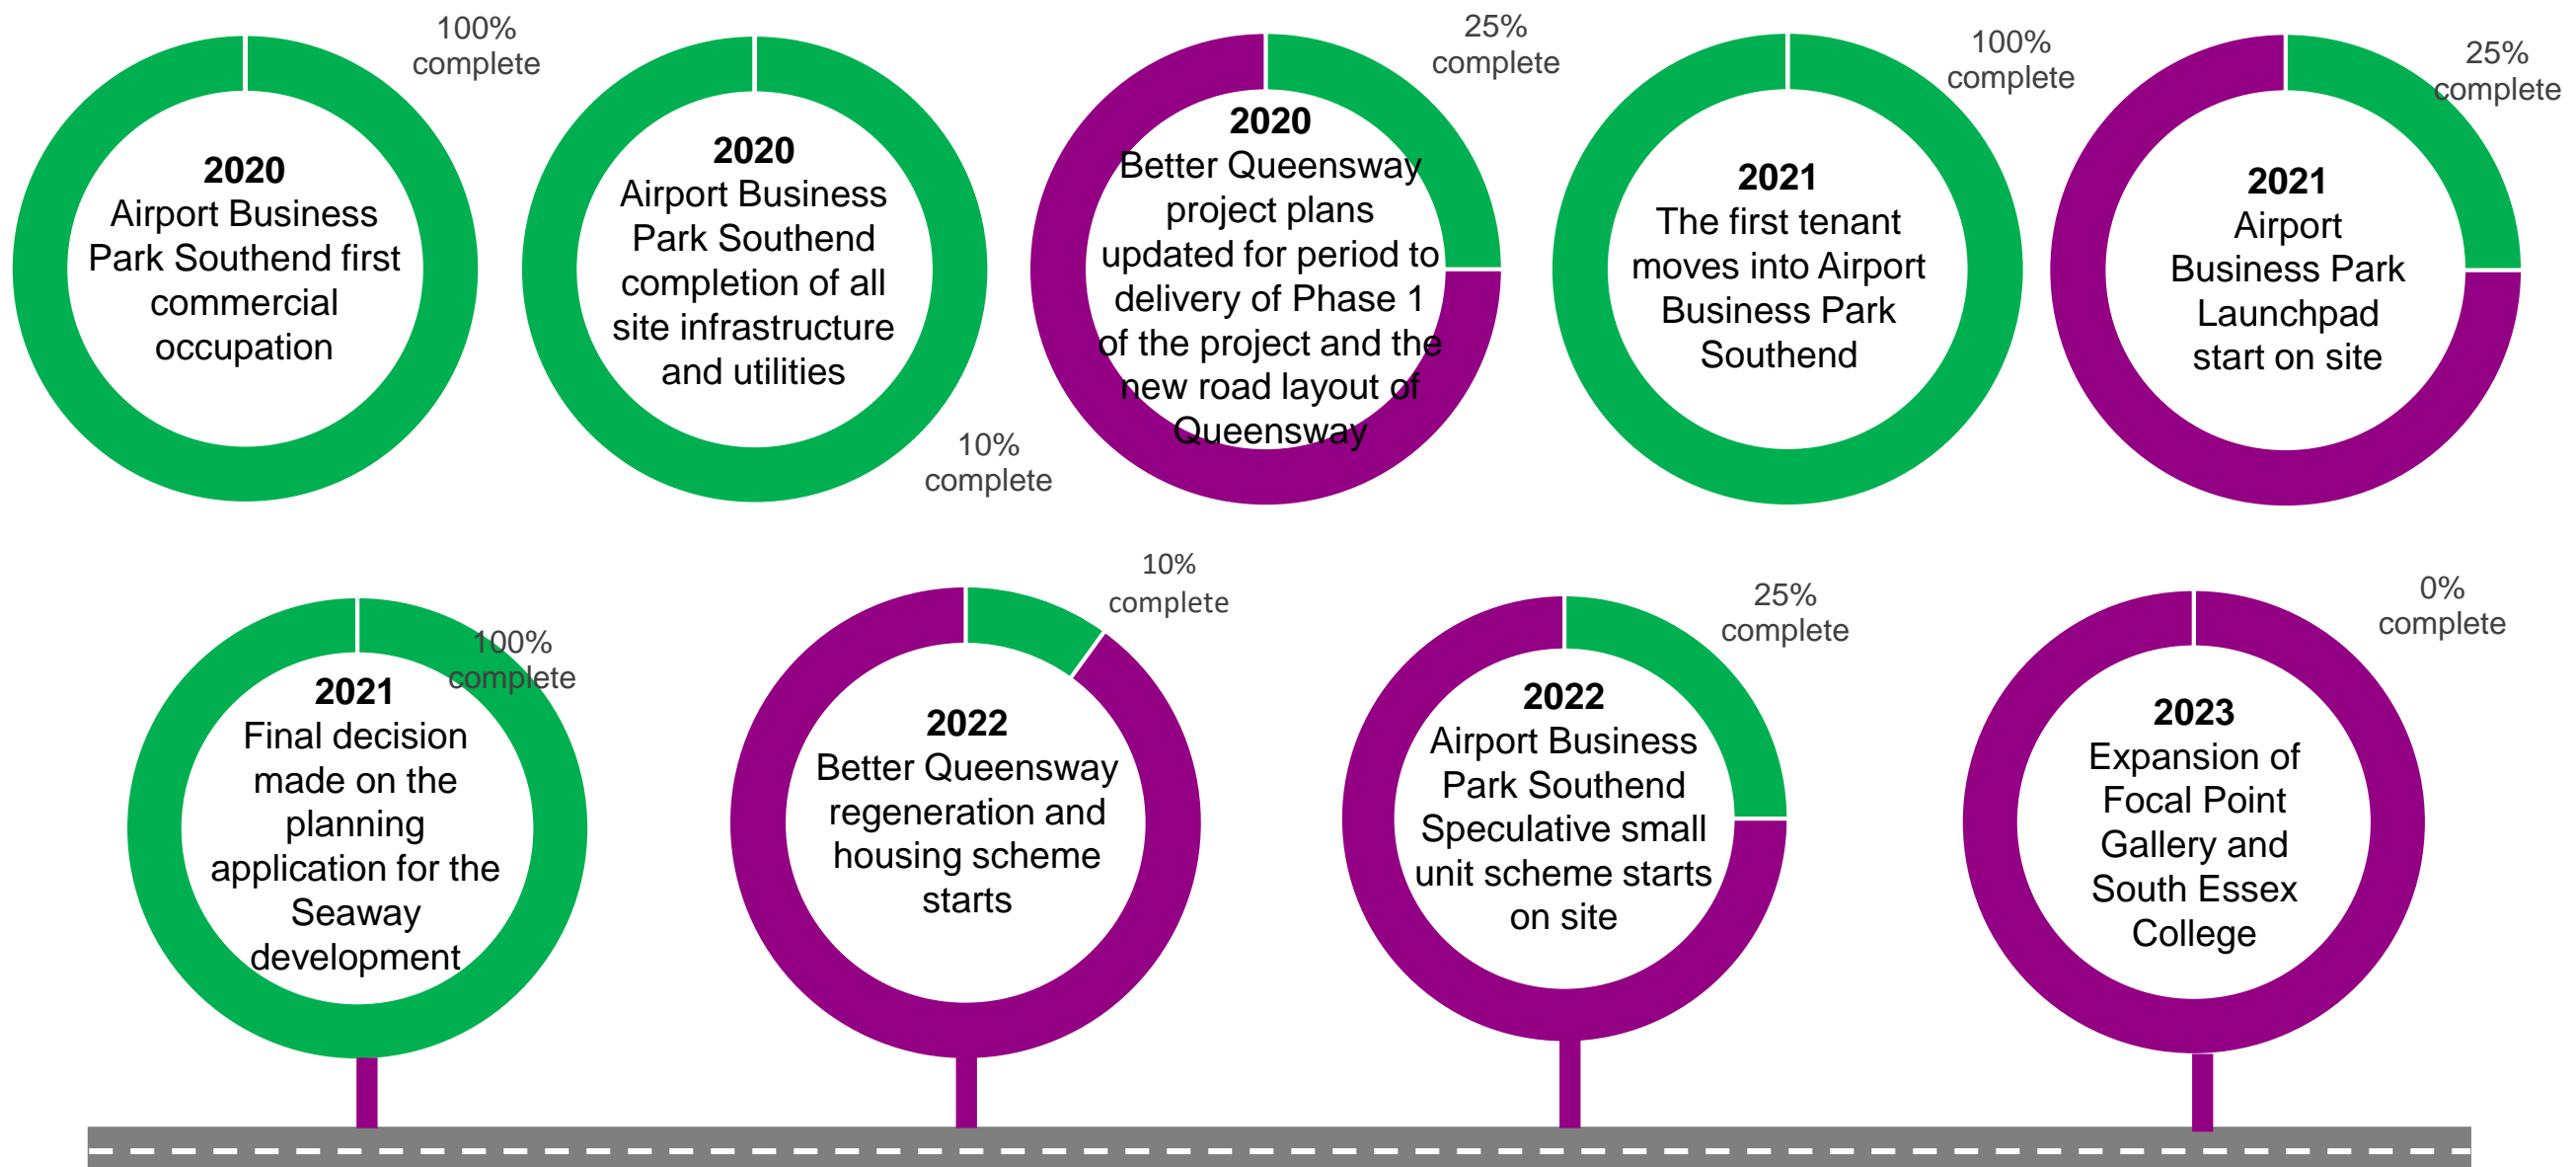 100%
complete
2020
Airport Business
Park Southend first
commercial
occupation
2020
Airport Business
Park Southend
completion of all
site infrastructure
and utilities
10%
complete
25%
complete
2020
Better Queensway
project plans
updated for period to
delivery of Phase 1
of the project and the
new road layout of
Queensway
100%
complete
2021
The first tenant
moves into Airport
Business Park
Southend
25%
complete
2021
Airport
Business Park
Launchpad
start on site
100%
complete
2021
Final decision
made on the
planning
application for the
Seaway
development
10%
complete
2022
Better Queensway
regeneration and
housing scheme
starts
25%
complete
2022
Airport Business
Park Southend
Speculative small
unit scheme starts
on site
0%
complete
2023
Expansion of
Focal Point
Gallery and
South Essex
College